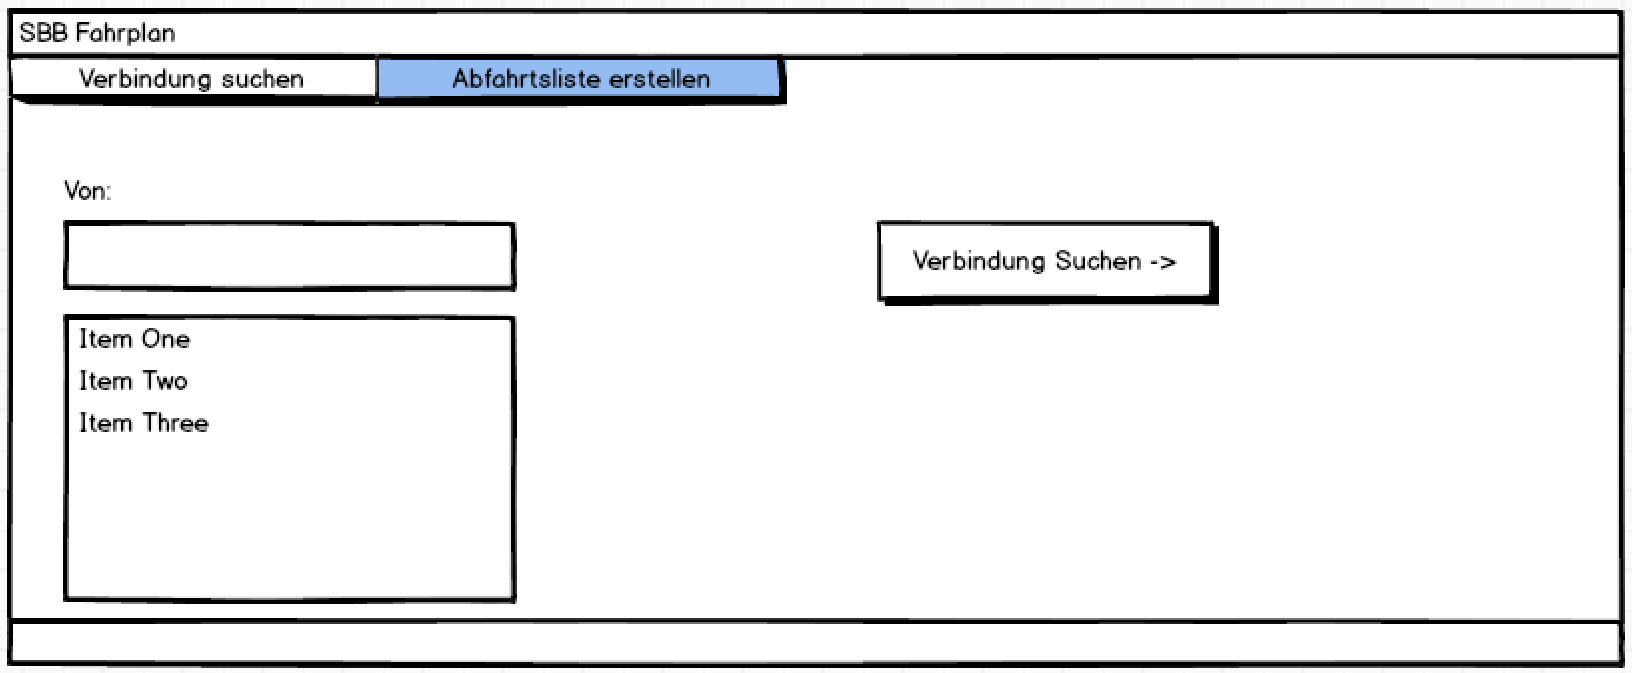 SBB Fahrplan
Verbindung suchen
Abfahrtsliste erstellen
Von:
Verbindung Suchen ->
Item One
Item Two
Item Three